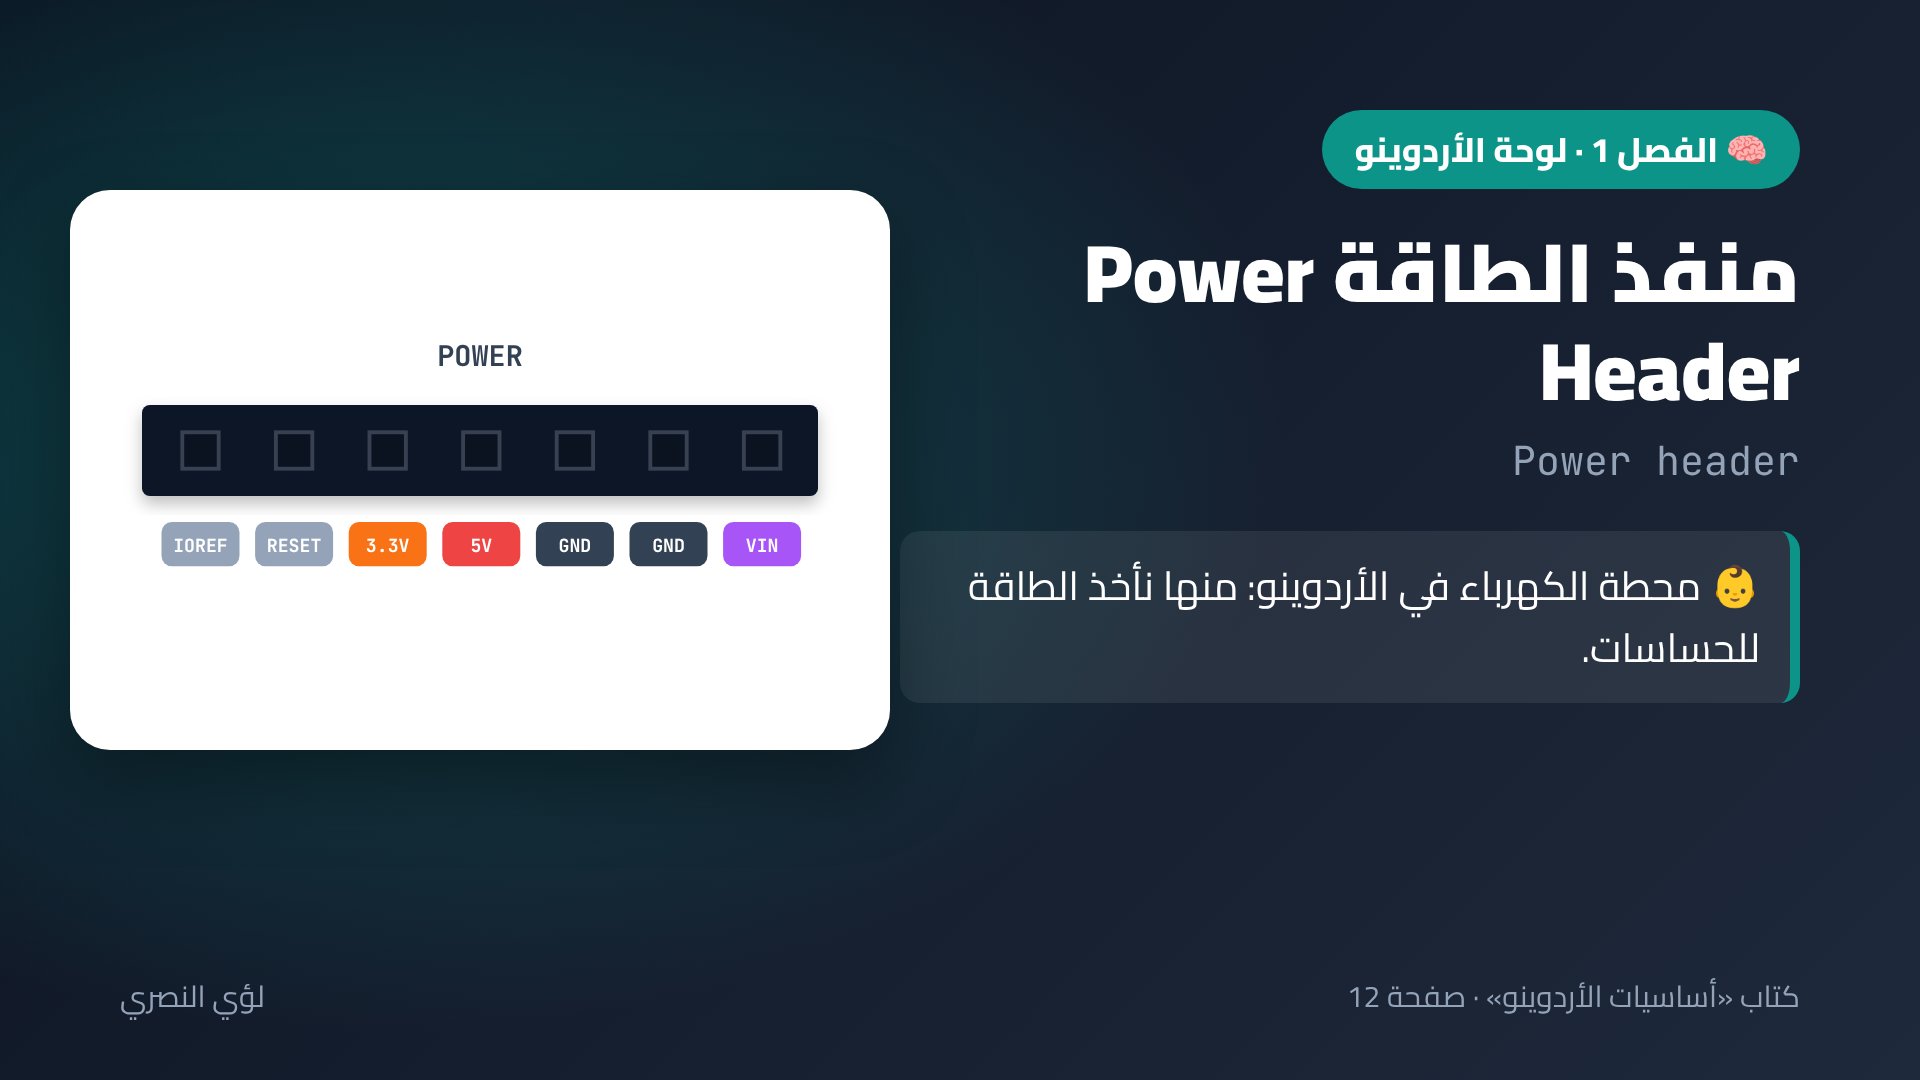 🧠 الفصل 1 · لوحة الأردوينو
منفذ الطاقة Power
Header
Power header
👶 محطة الكهرباء في الأردوينو: منها نأخذ الطاقة
للحساسات.
POWER
IOREF RESET 3.3V 5V GND GND VIN
كتاب «أساسيات الأردوينو» · صفحة 12
لؤي النصري